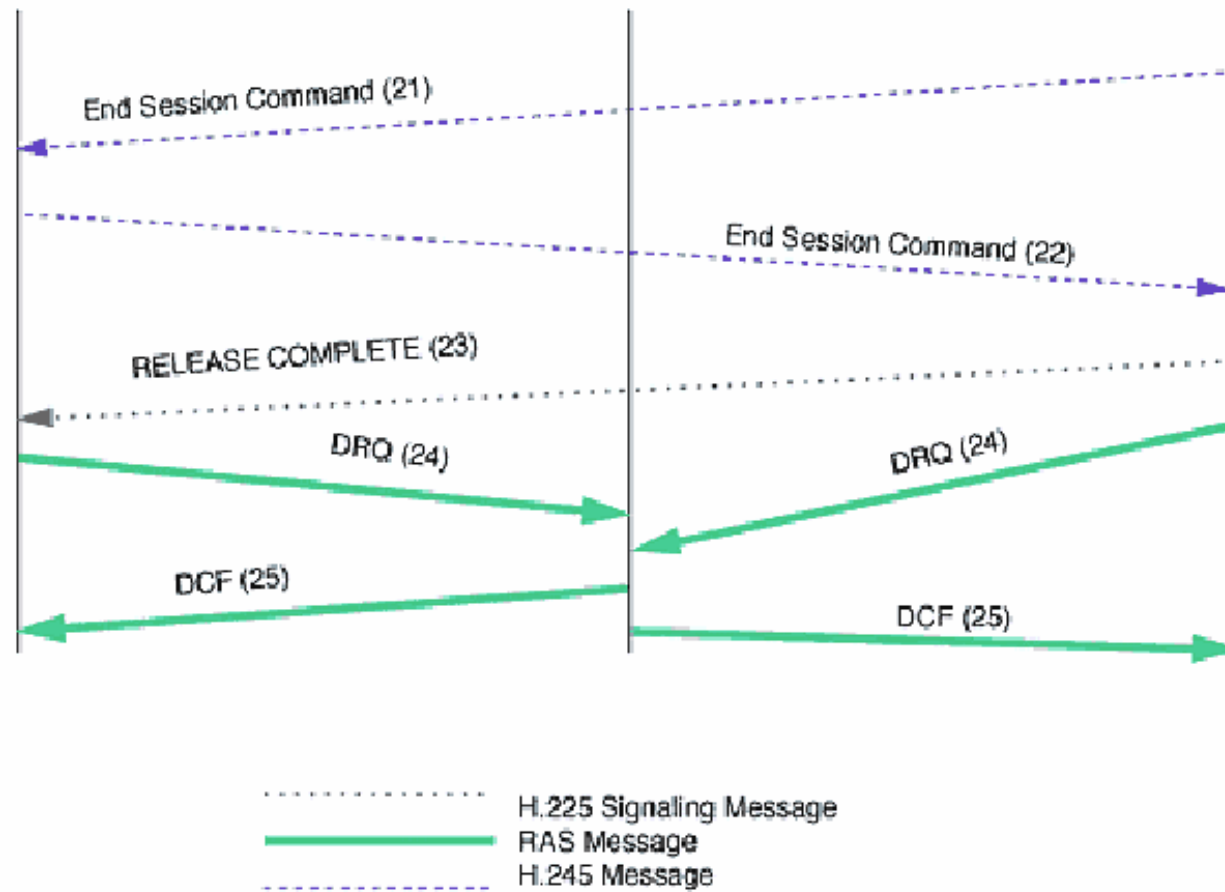 End Session Command (21)
End Session Command (22)
RELEASE COMPLETE (23)
DRQ (24)
DRQ (24)
DCF (25)
DCF (25)
H.225 Signaling Message
RAS Message
H.245 Message